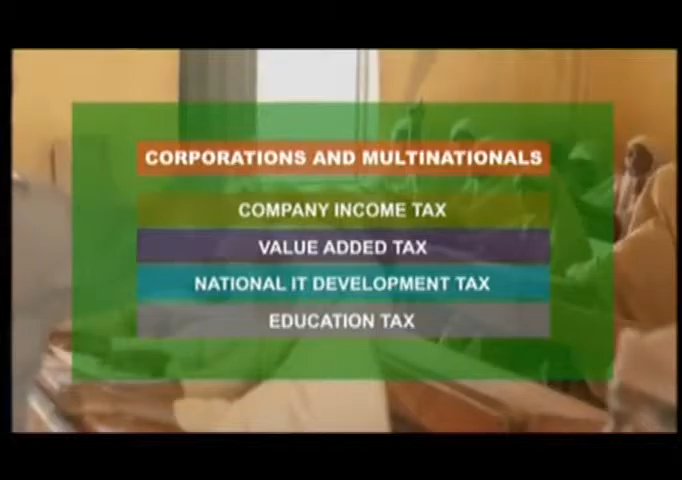 CORPORATIONS AND MULTINATIONALS
COMPANY INCOME TAX
VALUE ADDED TAX
NATIONAL IT DEVELOPMENT TAX
EDUCATION TAX